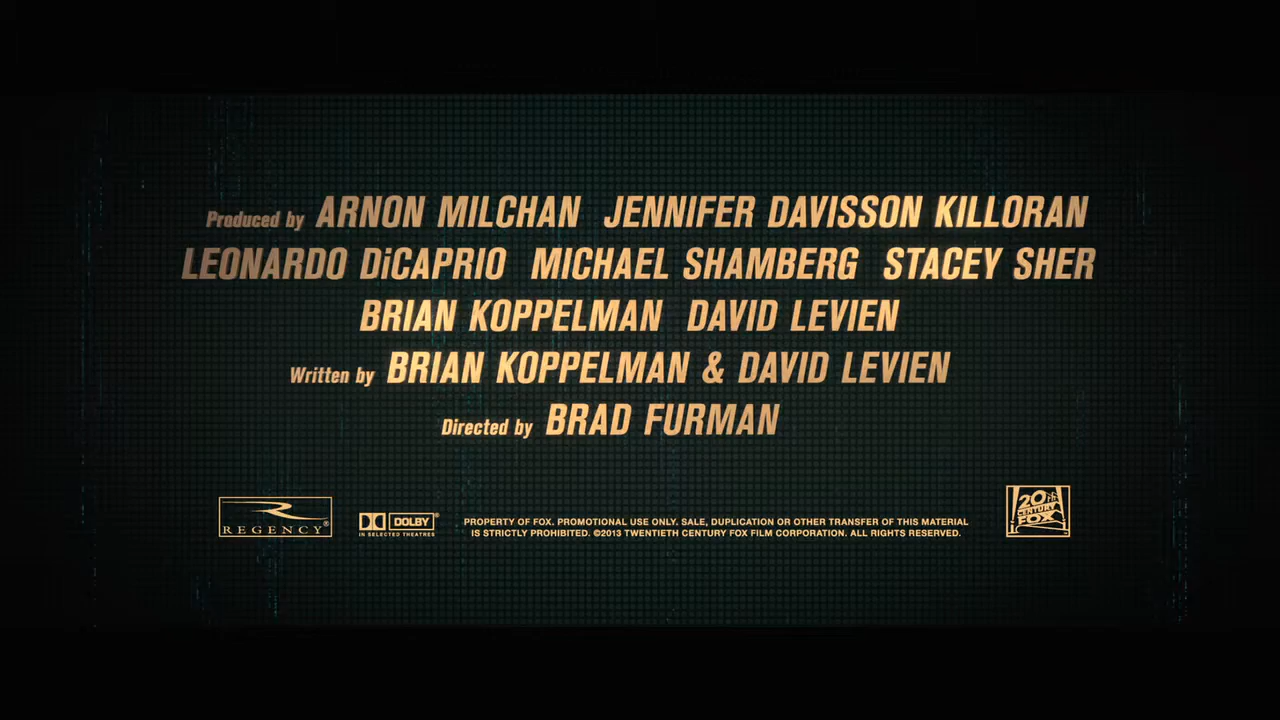 Produced by ARNON MILCHAN JENNIFER DAVISSON KILLORAN
LEONARDO DiCAPRIO MICHAEL SHAMBERG STACEY SHER
BRIAN KOPPELMAN DAVID LEVIEN
Written by BRIAN KOPPELMAN & DAVID LEVIEN
Directed by BRAD FURMAN
REGENCY®
DOLBY®
IN SELECTED THEATRES
PROPERTY OF FOX. PROMOTIONAL USE ONLY. SALE, DUPLICATION OR OTHER TRANSFER OF THIS MATERIAL
IS STRICTLY PROHIBITED. ©2013 TWENTIETH CENTURY FOX FILM CORPORATION. ALL RIGHTS RESERVED.
20th
CENTURY
FOX